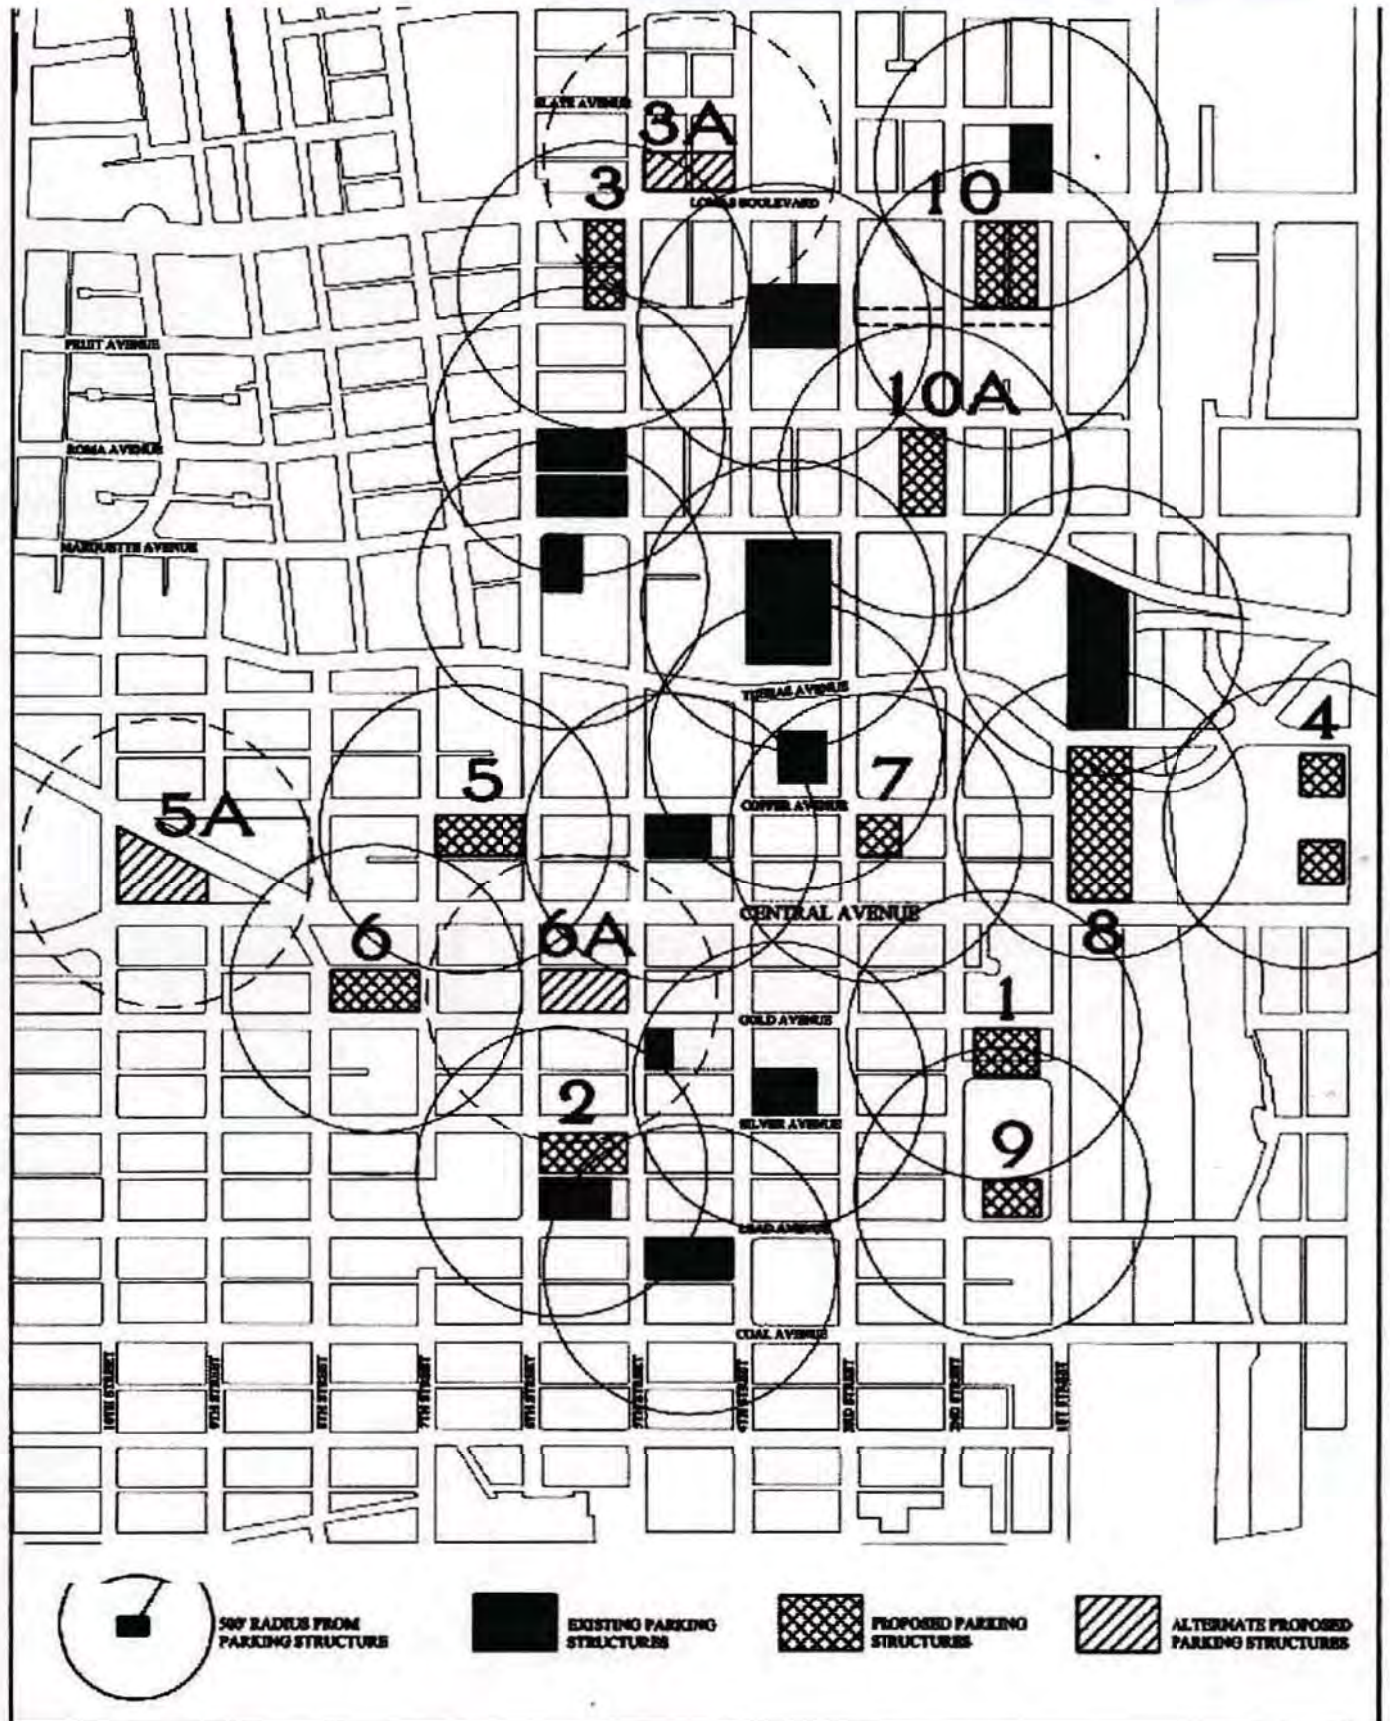 SLATE AVENUE
3A
3
LOMAS BOULEVARD
10
FRUIT AVENUE
10A
ROMA AVENUE
MARQUETTE AVENUE
TIJERAS AVENUE
4
5
7
COPPER AVENUE
5A
CENTRAL AVENUE
6
6A
8
1
GOLD AVENUE
2
SILVER AVENUE
9
LEAD AVENUE
COAL AVENUE
10TH STREET
9TH STREET
8TH STREET
7TH STREET
6TH STREET
5TH STREET
4TH STREET
3RD STREET
2ND STREET
1ST STREET
500' RADIUS FROM
PARKING STRUCTURE
EXISTING PARKING
STRUCTURES
PROPOSED PARKING
STRUCTURES
ALTERNATE PROPOSED
PARKING STRUCTURES